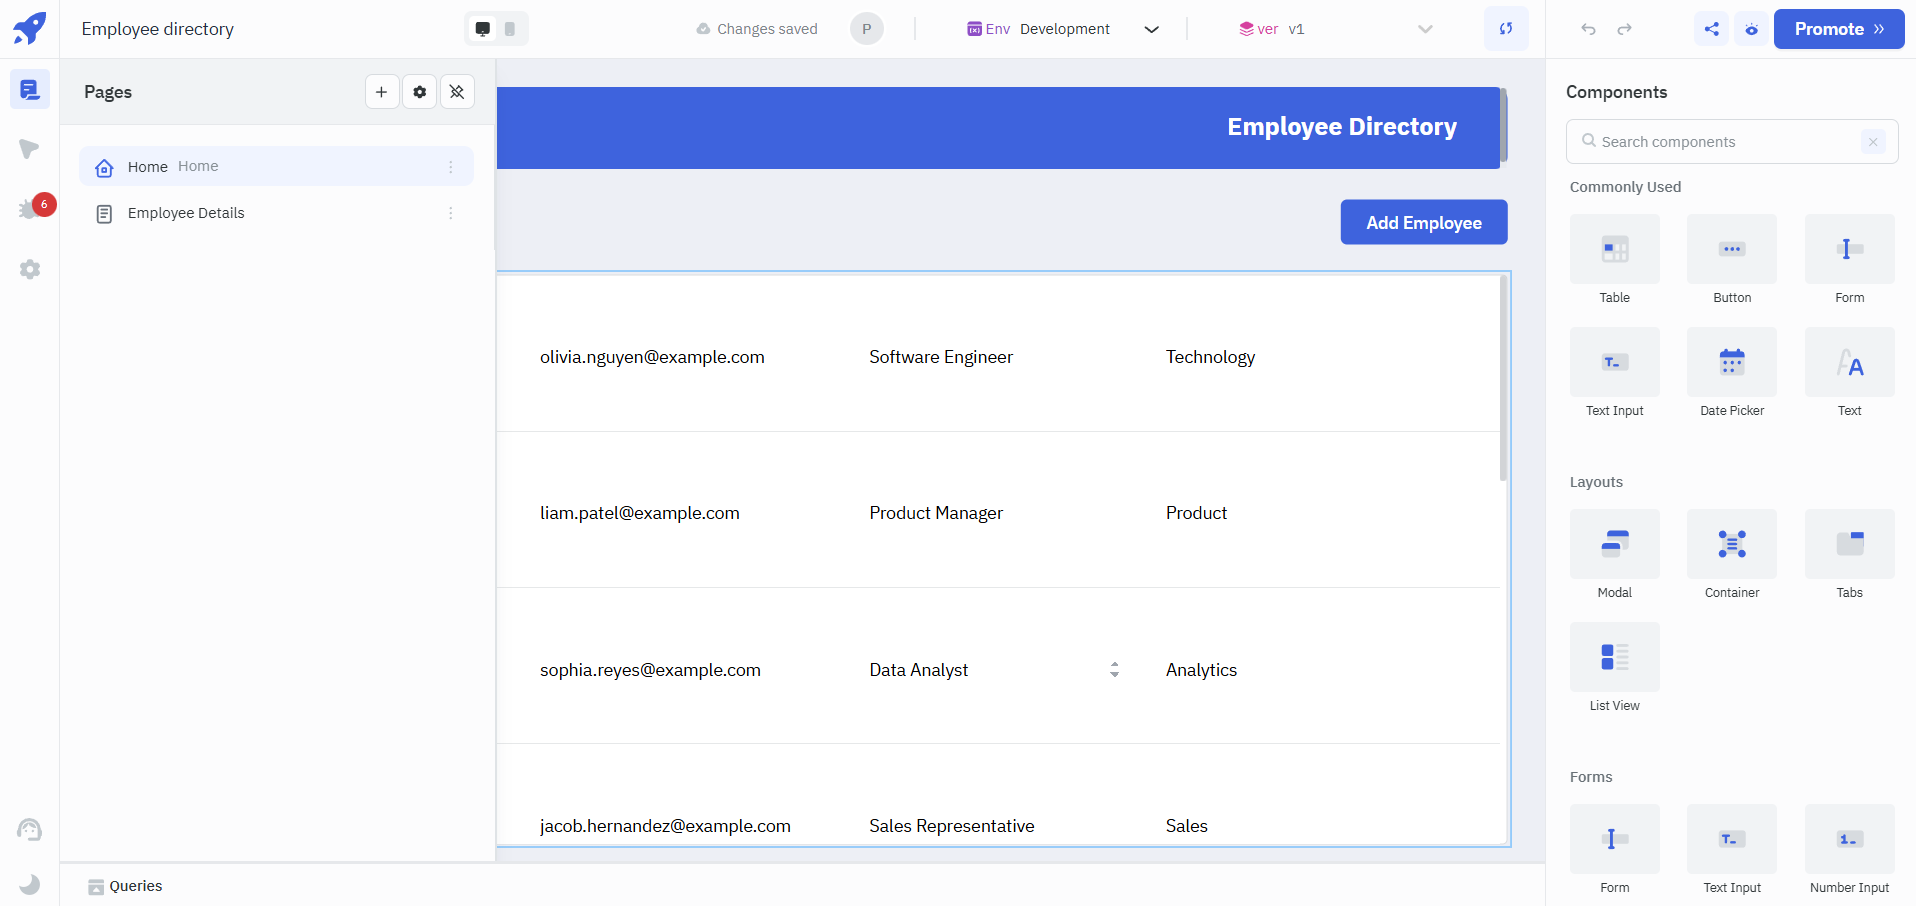 Employee directory
Changes saved
P
Env Development
ver v1
Promote
Pages
Home Home
Employee Details
6
Employee Directory
Add Employee
olivia.nguyen@example.com Software Engineer Technology
liam.patel@example.com Product Manager Product
sophia.reyes@example.com Data Analyst Analytics
jacob.hernandez@example.com Sales Representative Sales
Queries
Components
Search components
Commonly Used
Table Button Form
Text Input Date Picker Text
Layouts
Modal Container Tabs
List View
Forms
Form Text Input Number Input